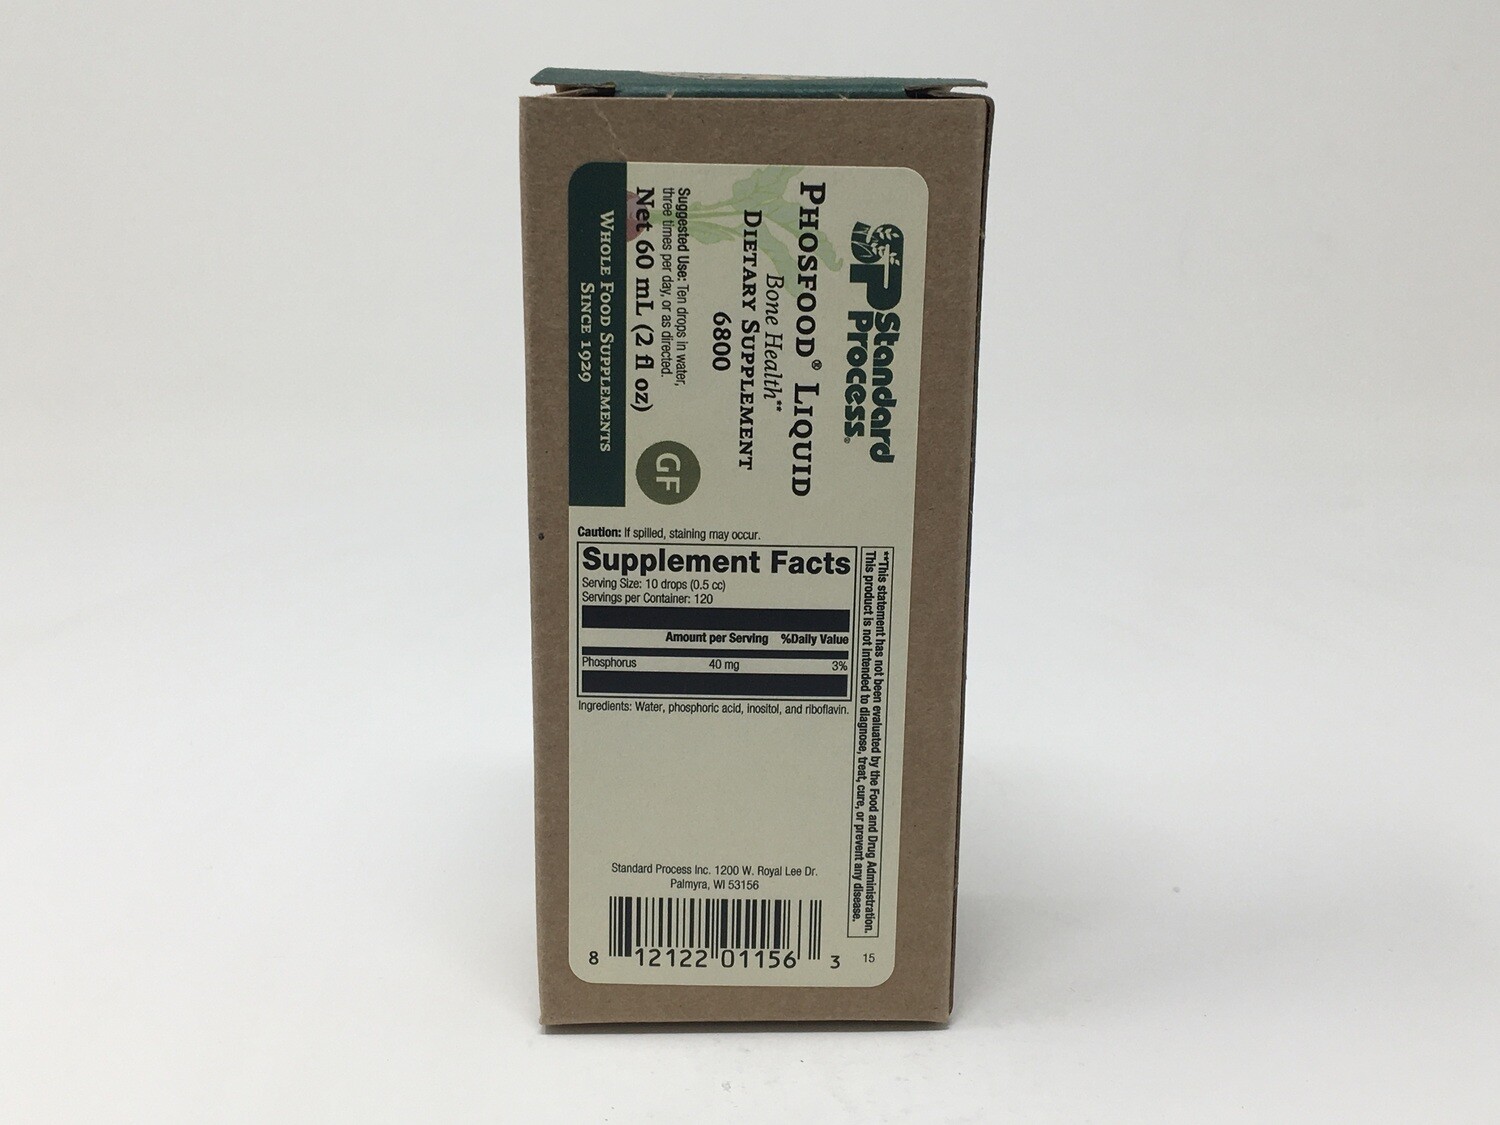 SP Standard
Process®
PHOSFOOD® LIQUID
Bone Health**
DIETARY SUPPLEMENT
6800
Suggested Use: Ten drops in water,
three times per day, or as directed.
Net 60 mL (2 fl oz)
GF
WHOLE FOOD SUPPLEMENTS
SINCE 1929
Caution: If spilled, staining may occur.
Supplement Facts
Serving Size: 10 drops (0.5 cc)
Servings per Container: 120
Amount per Serving %Daily Value
Phosphorus 40 mg 3%
Ingredients: Water, phosphoric acid, inositol, and riboflavin.
**This statement has not been evaluated by the Food and Drug Administration.
This product is not intended to diagnose, treat, cure, or prevent any disease.
Standard Process Inc. 1200 W. Royal Lee Dr.
Palmyra, WI 53156
8 12122 01156 3
15